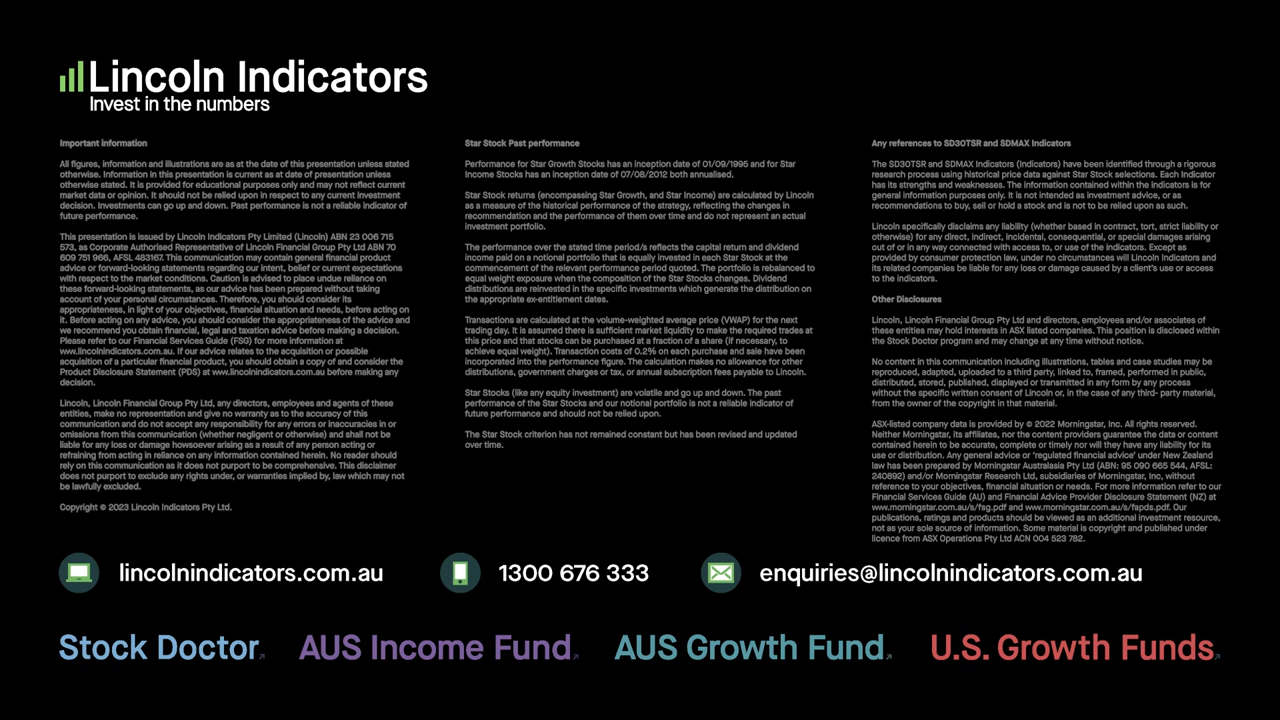 Lincoln Indicators
Invest in the numbers
Important information
All figures, information and illustrations are as at the date of this presentation unless stated
otherwise. Information in this presentation is current as at date of this presentation unless
otherwise stated. It is provided for educational purposes only and may not reflect current
market data or opinion. It should not be relied upon in respect to any current investment
decision. Investments can go up and down. Past performance is not a reliable indicator of
future performance.
This presentation is issued by Lincoln Indicators Pty Limited (Lincoln) ABN 23 006 715
573, as Corporate Authorised Representative of Lincoln Financial Group Pty Ltd ABN 70
609 751 966, AFSL 483167. This communication may contain general financial product
advice or forward-looking statements regarding our intent, belief or current expectations
with respect to the market conditions. Caution is advised to place undue reliance on
these forward-looking statements, as our advice has been prepared without taking
account of your personal circumstances. Therefore, you should consider its
appropriateness, in light of your objectives, financial situation and needs, before acting on
it. Before acting on any advice, you should consider the appropriateness of the advice and
we recommend you obtain financial, legal and taxation advice before making a decision.
Please refer to our Financial Services Guide (FSG) for more information at
www.lincolnindicators.com.au. If our advice relates to the acquisition or possible
acquisition of a particular financial product, you should obtain a copy of and consider the
Product Disclosure Statement (PDS) at www.lincolnindicators.com.au before making any
decision.
Lincoln, Lincoln Financial Group Pty Ltd, any directors, employees and agents of these
entities, make no representation and give no warranty as to the accuracy of this
communication and do not accept any responsibility for any errors or inaccuracies in or
omissions from this communication (whether negligent or otherwise) and shall not be
liable for any loss or damage howsoever arising as a result of any person acting or
refraining from acting in reliance on any information contained herein. No reader should
rely on this communication as it does not purport to be comprehensive. This disclaimer
does not purport to exclude any rights under, or warranties implied by, law which may not
be lawfully excluded.
Copyright © 2023 Lincoln Indicators Pty Ltd.
Star Stock Past performance
Performance for Star Growth Stocks has an inception date of 01/09/1995 and for Star
Income Stocks has an inception date of 07/08/2012 both annualised.
Star Stock returns (encompassing Star Growth, and Star Income) are calculated by Lincoln
as a measure of the historical performance of the strategy, reflecting the changes in
recommendation and the performance of them over time and do not represent an actual
investment portfolio.
The performance over the stated time period/s reflects the capital return and dividend
income paid on a notional portfolio that is equally invested in each Star Stock at the
commencement of the relevant performance period quoted. The portfolio is rebalanced to
equal weight exposure when the composition of the Star Stocks changes. Dividend
distributions are reinvested in the specific investments which generate the distribution on
the appropriate ex-entitlement dates.
Transactions are calculated at the volume-weighted average price (VWAP) for the next
trading day. It is assumed there is sufficient market liquidity to make the required trades at
this price and that stocks can be purchased at a fraction of a share (if necessary, to
achieve equal weight). Transaction costs of 0.2% on each purchase and sale have been
incorporated into the performance figure. The calculation makes no allowance for other
distributions, government charges or tax, or annual subscription fees payable to Lincoln.
Star Stocks (like any equity investment) are volatile and go up and down. The past
performance of the Star Stocks and our notional portfolio is not a reliable indicator of
future performance and should not be relied upon.
The Star Stock criterion has not remained constant but has been revised and updated
over time.
Any references to SD3OTSR and SDMAX Indicators
The SD3OTSR and SDMAX Indicators (Indicators) have been identified through a rigorous
research process using historical price data against Star Stock selections. Each Indicator
has its strengths and weaknesses. The information contained within the Indicators is for
general information purposes only. It is not intended as investment advice, or as
recommendations to buy, sell or hold a stock and is not to be relied upon as such.
Lincoln specifically disclaims any liability (whether based in contract, tort, strict liability or
otherwise) for any direct, indirect, incidental, consequential, or special damages arising
out of or in any way connected with access to, or use of the indicators. Except as
provided by consumer protection law, under no circumstances will Lincoln Indicators and
its related companies be liable for any loss or damage caused by a client's use or access
to the Indicators.
Other Disclosures
Lincoln, Lincoln Financial Group Pty Ltd and directors, employees and/or associates of
these entities may hold interests in ASX listed companies. This position is disclosed within
the Stock Doctor program and may change at any time without notice.
No content in this communication including illustrations, tables and case studies may be
reproduced, adapted, uploaded to a third party, linked to, framed, performed in public,
distributed, stored, published, displayed or transmitted in any form by any process
without the specific written consent of Lincoln or, in the case of any third- party material,
from the owner of the copyright in that material.
ASX-listed company data is provided by © 2022 Morningstar, Inc. All rights reserved.
Neither Morningstar, its affiliates, nor the content providers guarantee the data or content
contained herein to be accurate, complete or timely nor will they have any liability for its
use or distribution. Any general advice or 'regulated financial advice' under New Zealand
law has been prepared by Morningstar Australasia Pty Ltd (ABN: 95 090 665 544, AFSL:
240892) and/or Morningstar Research Ltd, subsidiaries of Morningstar, Inc, without
reference to your objectives, financial situation or needs. For more information refer to our
Financial Services Guide (AU) and Financial Advice Provider Disclosure Statement (NZ) at
www.morningstar.com.au/s/fsg.pdf and www.morningstar.com.au/s/fapds.pdf. Our
publications, ratings and products should be viewed as an additional investment resource,
not as your sole source of information. Some material is copyright and published under
licence from ASX Operations Pty Ltd ACN 004 523 782.
lincolnindicators.com.au
1300 676 333
enquiries@lincolnindicators.com.au
Stock Doctor
AUS Income Fund
AUS Growth Fund
U.S. Growth Funds